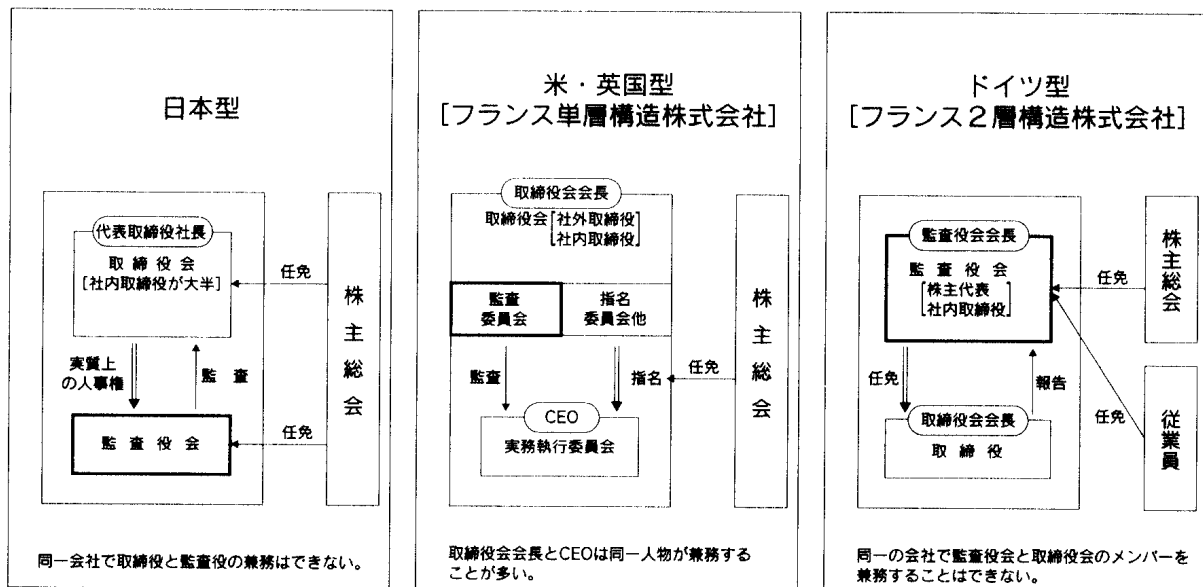 日本型
代表取締役社長
取締役会
[社内取締役が大半]
任免
実質上
の人事権
監査
監査役会
任免
株主総会
同一会社で取締役と監査役の兼務はできない。
米・英国型
[フランス単層構造株式会社]
取締役会会長
取締役会[社外取締役
社内取締役]
監査
委員会
指名
委員会他
監査
指名
任免
CEO
実務執行委員会
株主総会
取締役会会長とCEOは同一人物が兼務する
ことが多い。
ドイツ型
[フランス2層構造株式会社]
監査役会会長
監査役会
[株主代表
社内取締役]
任免
任免
報告
任免
取締役会会長
取締役
株主総会
従業員
同一の会社で監査役会と取締役会のメンバーを
兼務することはできない。